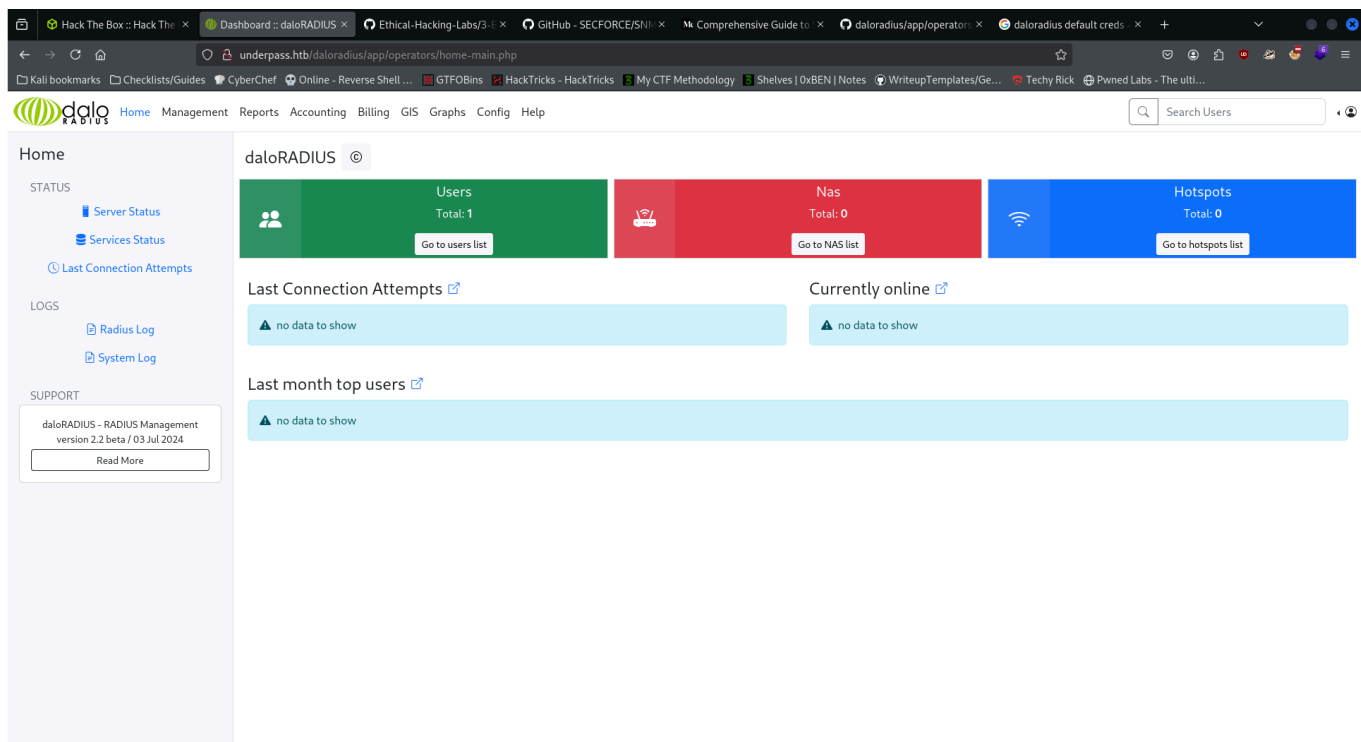 Hack The Box :: Hack The
Dashboard :: daloRADIUS
Ethical-Hacking-Labs/3-E
GitHub - SECFORCE/SNM
Comprehensive Guide to
daloradius/app/operators
daloradius default creds -
underpass.htb/daloradius/app/operators/home-main.php
Kali bookmarks Checklists/Guides CyberChef Online - Reverse Shell ... GTFOBins HackTricks - HackTricks My CTF Methodology Shelves | 0xBEN | Notes WriteupTemplates/Ge... Techy Rick Pwned Labs - The ulti...
dalo RADIUS Home Management Reports Accounting Billing GIS Graphs Config Help Search Users
Home
STATUS
Server Status
Services Status
Last Connection Attempts
LOGS
Radius Log
System Log
SUPPORT
daloRADIUS - RADIUS Management
version 2.2 beta / 03 Jul 2024
Read More
daloRADIUS ©
Users
Total: 1
Go to users list
Nas
Total: 0
Go to NAS list
Hotspots
Total: 0
Go to hotspots list
Last Connection Attempts
no data to show
Currently online
no data to show
Last month top users
no data to show